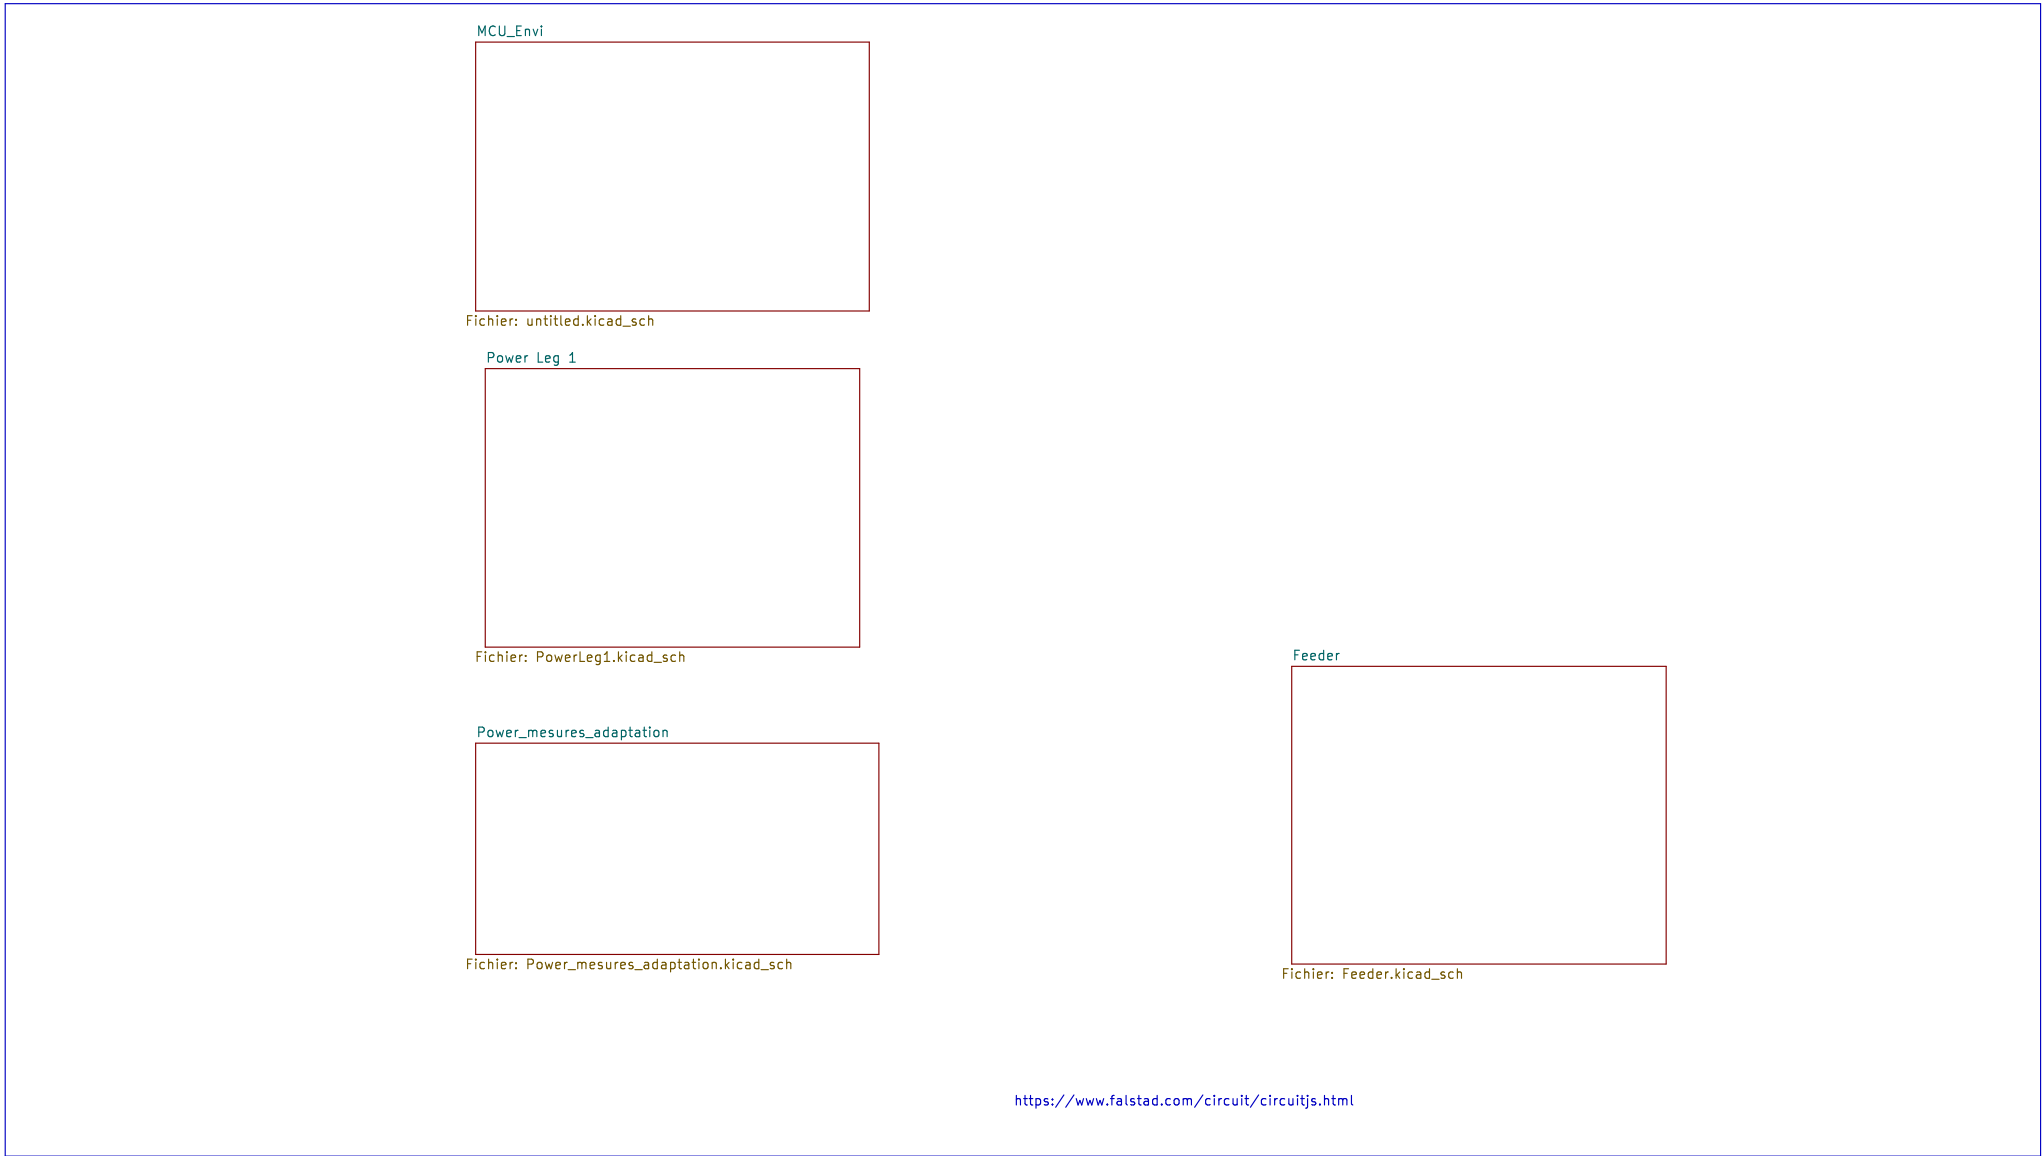 MCU_Envi
Fichier: untitled.kicad_sch
Power Leg 1
Fichier: PowerLeg1.kicad_sch
Feeder
Power_mesures_adaptation
Fichier: Power_mesures_adaptation.kicad_sch
Fichier: Feeder.kicad_sch
https://www.falstad.com/circuit/circuitjs.html